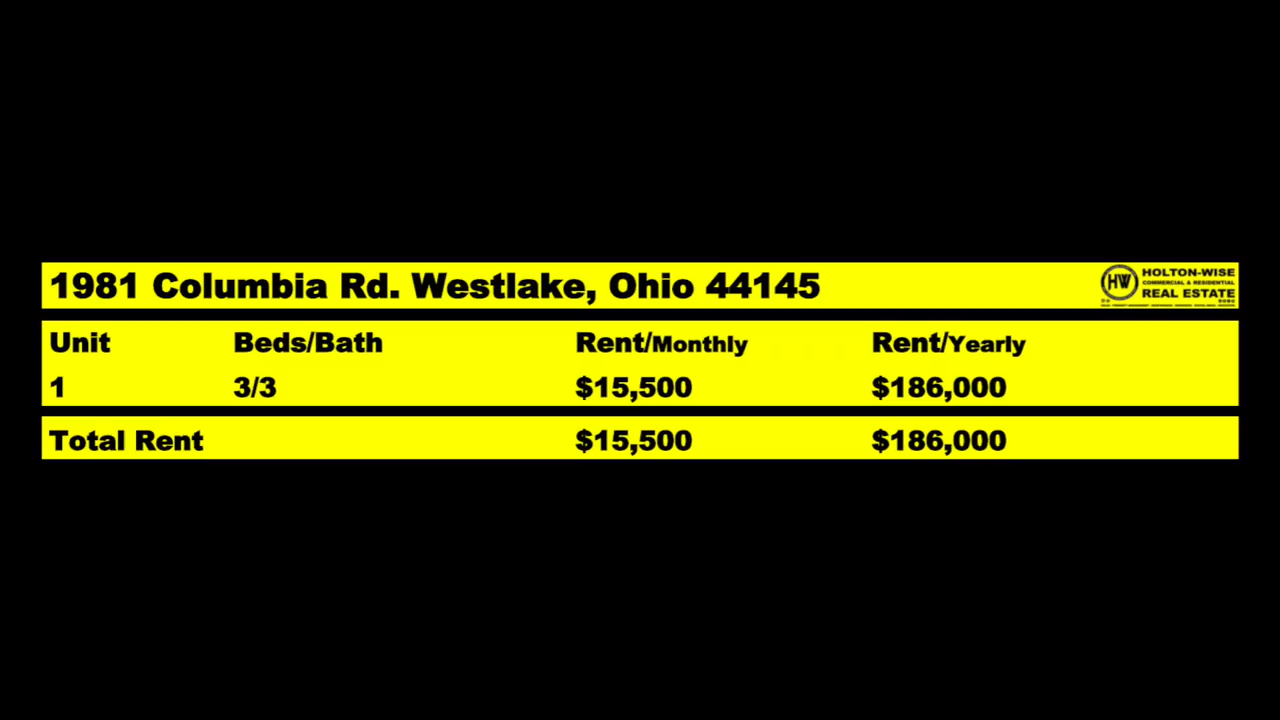 1981 Columbia Rd. Westlake, Ohio 44145
HW
HOLTON-WISE
COMMERCIAL & RESIDENTIAL
REAL ESTATE
Unit Beds/Bath Rent/Monthly Rent/Yearly
1 3/3 $15,500 $186,000
Total Rent $15,500 $186,000